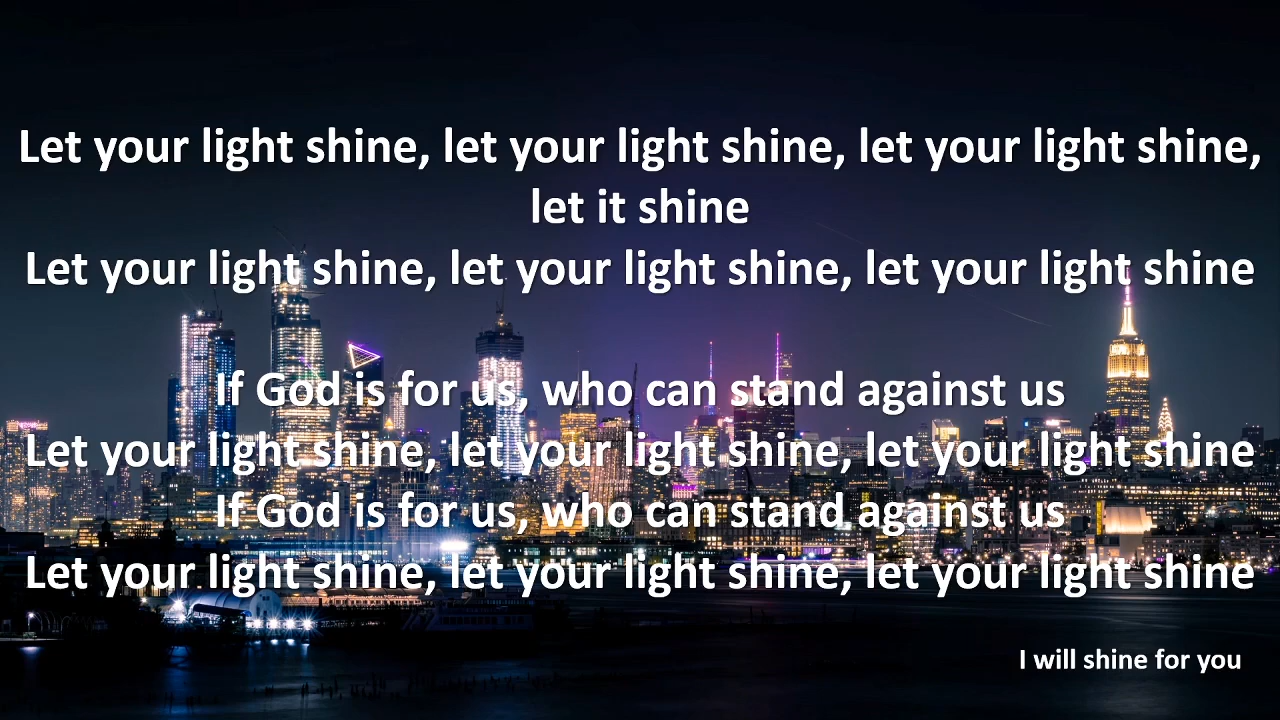 Let your light shine, let your light shine, let your light shine,
let it shine
Let your light shine, let your light shine, let your light shine
If God is for us, who can stand against us
Let your light shine, let your light shine, let your light shine
If God is for us, who can stand against us
Let your light shine, let your light shine, let your light shine
I will shine for you